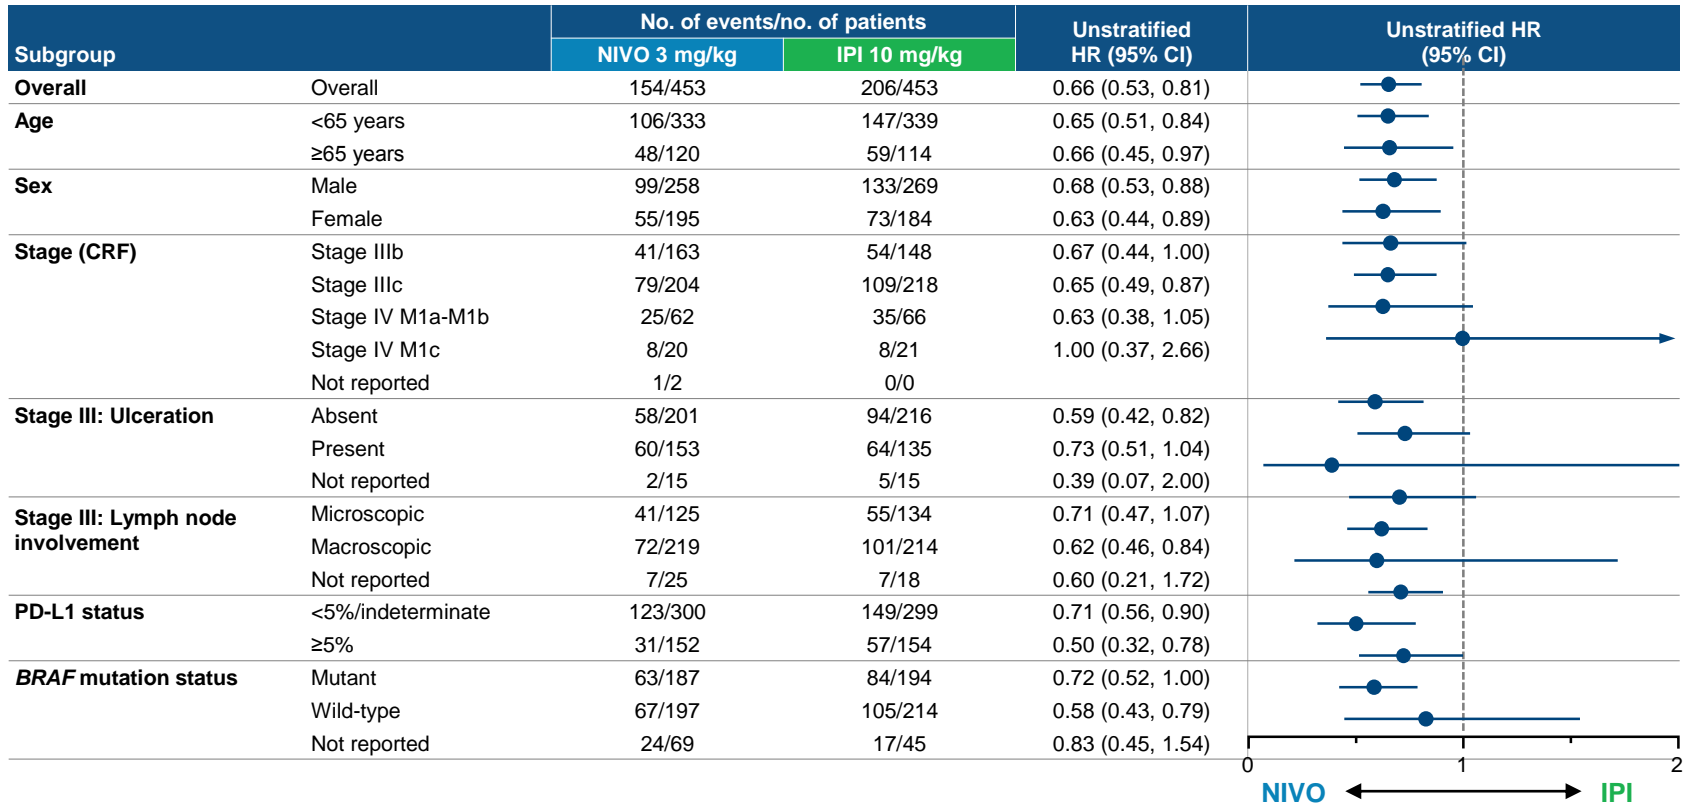 No. of events/no. of patients
Unstratified HR (95% CI)
Unstratified HR (95% CI)
Subgroup
NIVO 3 mg/kg IPI 10 mg/kg
Overall Overall 154/453 206/453 0.66 (0.53, 0.81)
Age <65 years 106/333 147/339 0.65 (0.51, 0.84)
≥65 years 48/120 59/114 0.66 (0.45, 0.97)
Sex Male 99/258 133/269 0.68 (0.53, 0.88)
Female 55/195 73/184 0.63 (0.44, 0.89)
Stage (CRF) Stage IIIb 41/163 54/148 0.67 (0.44, 1.00)
Stage IIIc 79/204 109/218 0.65 (0.49, 0.87)
Stage IV M1a-M1b 25/62 35/66 0.63 (0.38, 1.05)
Stage IV M1c 8/20 8/21 1.00 (0.37, 2.66)
Not reported 1/2 0/0
Stage III: Ulceration Absent 58/201 94/216 0.59 (0.42, 0.82)
Present 60/153 64/135 0.73 (0.51, 1.04)
Not reported 2/15 5/15 0.39 (0.07, 2.00)
Stage III: Lymph node involvement Microscopic 41/125 55/134 0.71 (0.47, 1.07)
Macroscopic 72/219 101/214 0.62 (0.46, 0.84)
Not reported 7/25 7/18 0.60 (0.21, 1.72)
PD-L1 status <5%/indeterminate 123/300 149/299 0.71 (0.56, 0.90)
≥5% 31/152 57/154 0.50 (0.32, 0.78)
BRAF mutation status Mutant 63/187 84/194 0.72 (0.52, 1.00)
Wild-type 67/197 105/214 0.58 (0.43, 0.79)
Not reported 24/69 17/45 0.83 (0.45, 1.54)
0 1 2
NIVO IPI